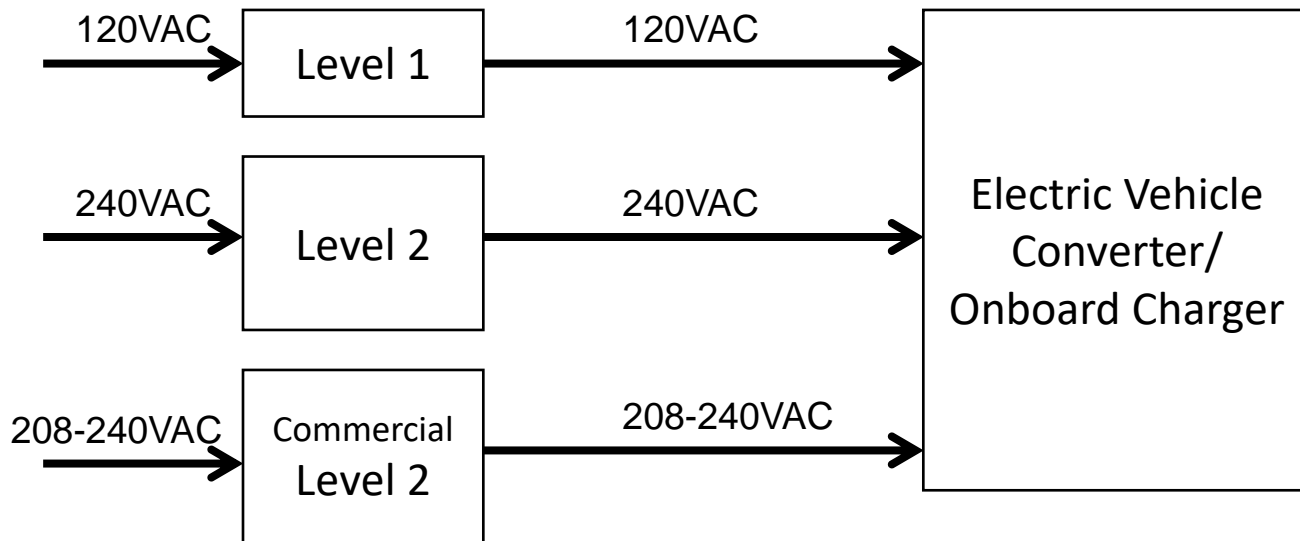 120VAC
Level 1
120VAC
240VAC
Level 2
240VAC
208-240VAC
Commercial
Level 2
208-240VAC
Electric Vehicle
Converter/
Onboard Charger